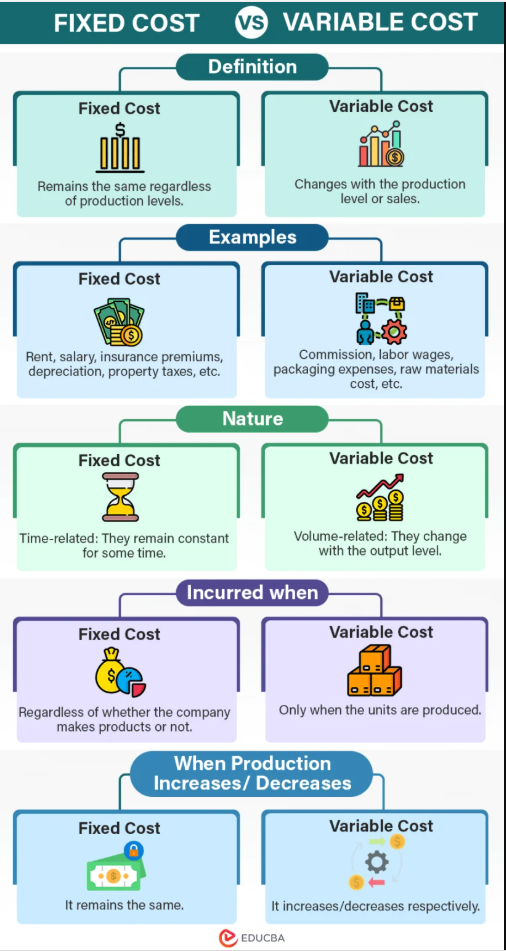 FIXED COST VS VARIABLE COST
Definition
Fixed Cost
Remains the same regardless
of production levels.
Variable Cost
Changes with the production
level or sales.
Examples
Fixed Cost
Rent, salary, insurance premiums,
depreciation, property taxes, etc.
Variable Cost
Commission, labor wages,
packaging expenses, raw materials
cost, etc.
Nature
Fixed Cost
Time-related: They remain constant
for some time.
Variable Cost
Volume-related: They change
with the output level.
Incurred when
Fixed Cost
Regardless of whether the company
makes products or not.
Variable Cost
Only when the units are produced.
When Production
Increases/ Decreases
Fixed Cost
It remains the same.
Variable Cost
It increases/decreases respectively.
EDUCBA